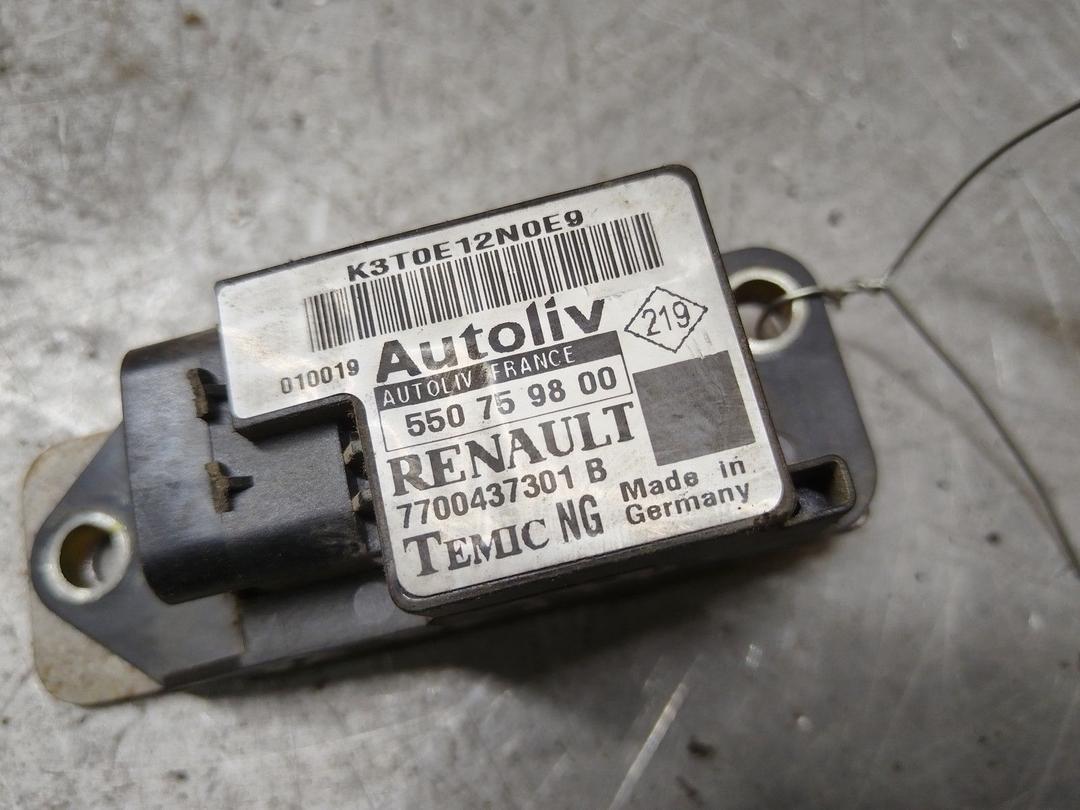 K3T0E12N0E9
010019
Autoliv
219
AUTOLIV FRANCE
550 75 98 00
RENAULT
7700437301 B
TEMIC NG
Made in
Germany